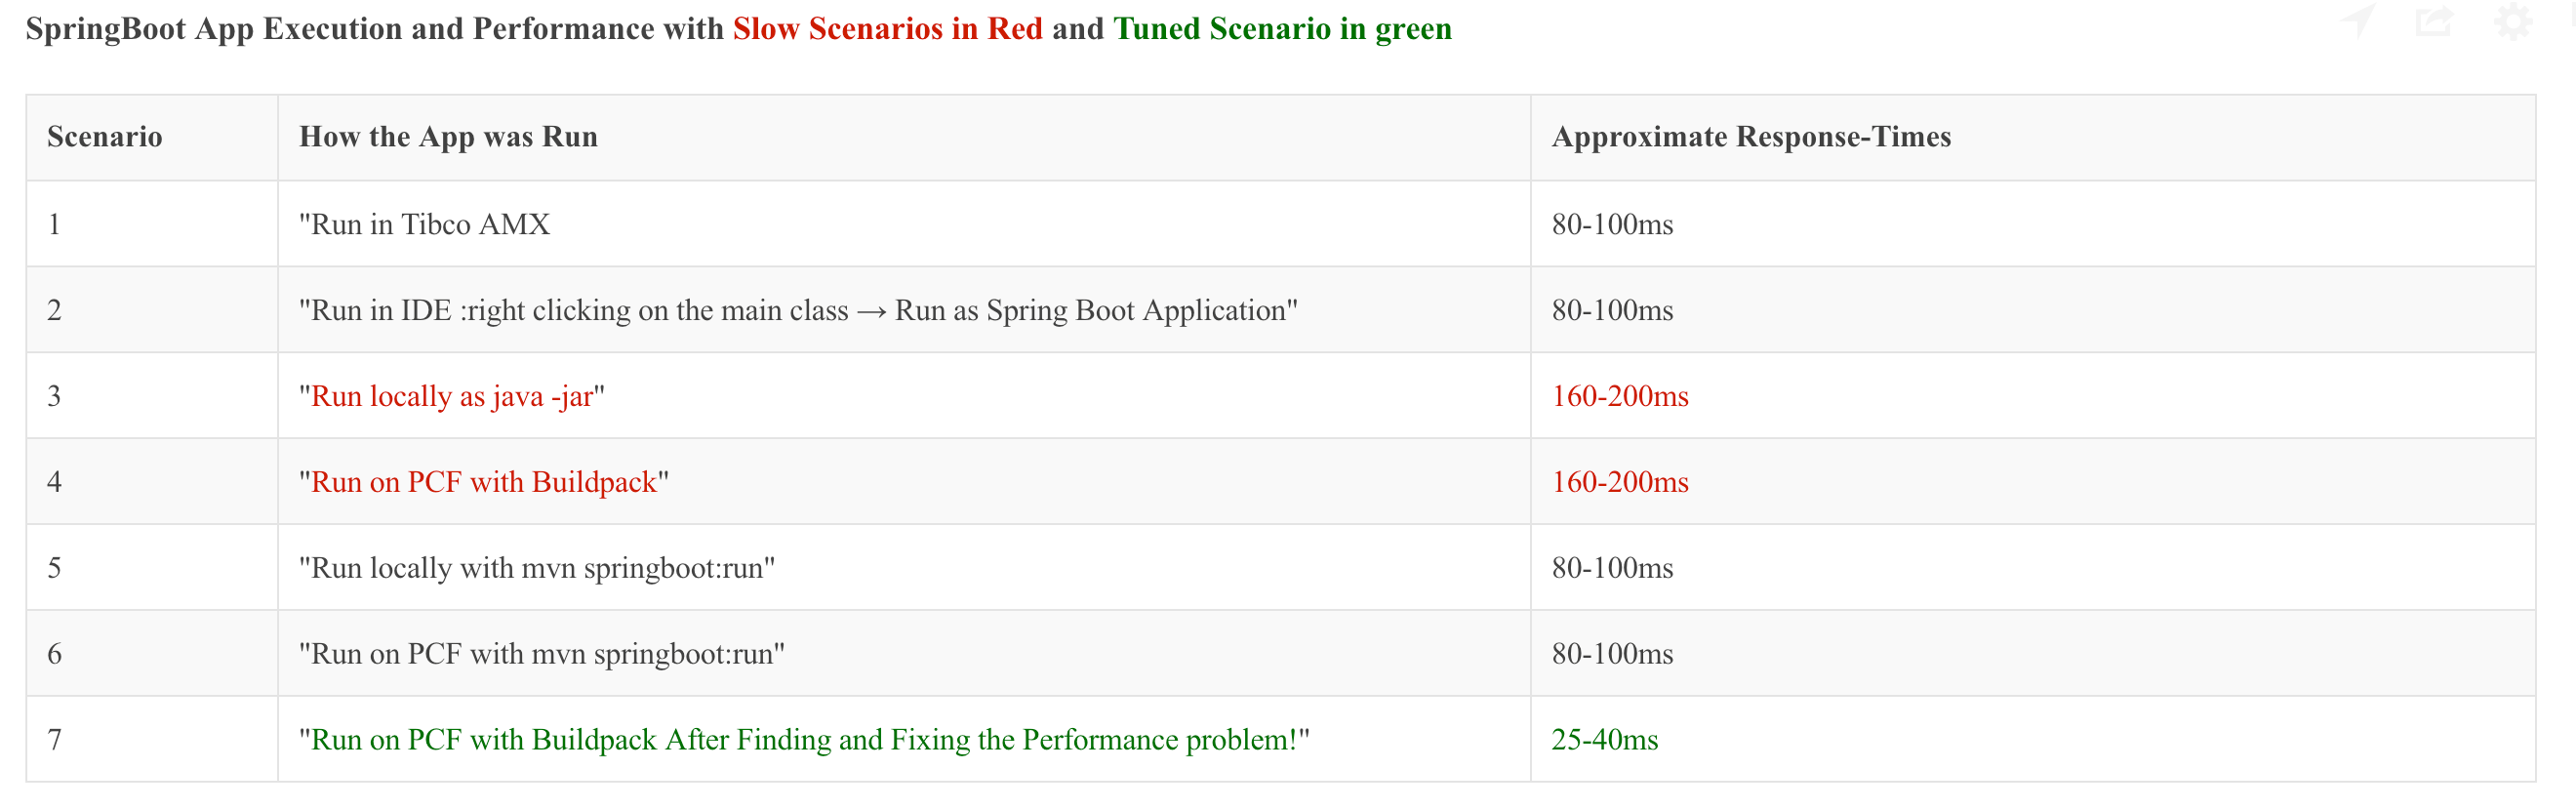 SpringBoot App Execution and Performance with Slow Scenarios in Red and Tuned Scenario in green
Scenario How the App was Run Approximate Response-Times
1 "Run in Tibco AMX 80-100ms
2 "Run in IDE :right clicking on the main class → Run as Spring Boot Application" 80-100ms
3 "Run locally as java -jar" 160-200ms
4 "Run on PCF with Buildpack" 160-200ms
5 "Run locally with mvn springboot:run" 80-100ms
6 "Run on PCF with mvn springboot:run" 80-100ms
7 "Run on PCF with Buildpack After Finding and Fixing the Performance problem!" 25-40ms